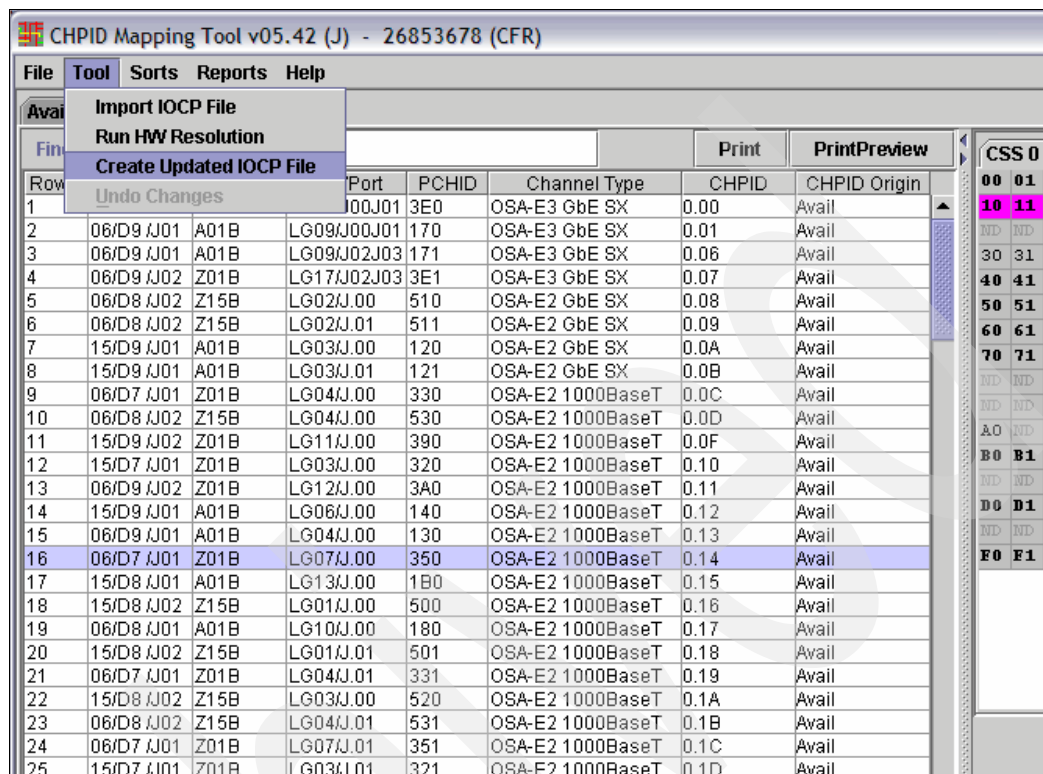 CHPID Mapping Tool v05.42 (J) - 26853678 (CFR)
File Tool Sorts Reports Help
Import IOCP File
Run HW Resolution
Create Updated IOCP File
Undo Changes
Print PrintPreview CSS 0
/Port PCHID Channel Type CHPID CHPID Origin
1 J00J01 3E0 OSA-E3 GbE SX 0.00 Avail
2 06/D9/J01 A01B LG09/J00J01 170 OSA-E3 GbE SX 0.01 Avail
3 06/D9/J01 A01B LG09/J02J03 171 OSA-E3 GbE SX 0.06 Avail
4 06/D9/J02 Z01B LG17/J02J03 3E1 OSA-E3 GbE SX 0.07 Avail
5 06/D8/J02 Z15B LG02/J.00 510 OSA-E2 GbE SX 0.08 Avail
6 06/D8/J02 Z15B LG02/J.01 511 OSA-E2 GbE SX 0.09 Avail
7 15/D9/J01 A01B LG03/J.00 120 OSA-E2 GbE SX 0.0A Avail
8 15/D9/J01 A01B LG03/J.01 121 OSA-E2 GbE SX 0.0B Avail
9 06/D7/J01 Z01B LG04/J.00 330 OSA-E2 1000BaseT 0.0C Avail
10 06/D8/J02 Z15B LG04/J.00 530 OSA-E2 1000BaseT 0.0D Avail
11 15/D9/J02 Z01B LG11/J.00 390 OSA-E2 1000BaseT 0.0F Avail
12 15/D7/J01 Z01B LG03/J.00 320 OSA-E2 1000BaseT 0.10 Avail
13 06/D9/J02 Z01B LG12/J.00 3A0 OSA-E2 1000BaseT 0.11 Avail
14 15/D9/J01 A01B LG06/J.00 140 OSA-E2 1000BaseT 0.12 Avail
15 06/D9/J01 A01B LG04/J.00 130 OSA-E2 1000BaseT 0.13 Avail
16 06/D7/J01 Z01B LG07/J.00 350 OSA-E2 1000BaseT 0.14 Avail
17 15/D8/J01 A01B LG13/J.00 1B0 OSA-E2 1000BaseT 0.15 Avail
18 15/D8/J02 Z15B LG01/J.00 500 OSA-E2 1000BaseT 0.16 Avail
19 06/D8/J01 A01B LG10/J.00 180 OSA-E2 1000BaseT 0.17 Avail
20 15/D8/J02 Z15B LG01/J.01 501 OSA-E2 1000BaseT 0.18 Avail
21 06/D7/J01 Z01B LG04/J.01 331 OSA-E2 1000BaseT 0.19 Avail
22 15/D8/J02 Z15B LG03/J.00 520 OSA-E2 1000BaseT 0.1A Avail
23 06/D8/J02 Z15B LG04/J.01 531 OSA-E2 1000BaseT 0.1B Avail
24 06/D7/J01 Z01B LG07/J.01 351 OSA-E2 1000BaseT 0.1C Avail
25 15/D7/J01 Z01B LG03/J.01 321 OSA-E2 1000BaseT 0.1D Avail
00 01
10 11
ND ND
30 31
40 41
50 51
60 61
70 71
ND ND
ND ND
A0 ND
B0 B1
ND ND
D0 D1
ND ND
F0 F1